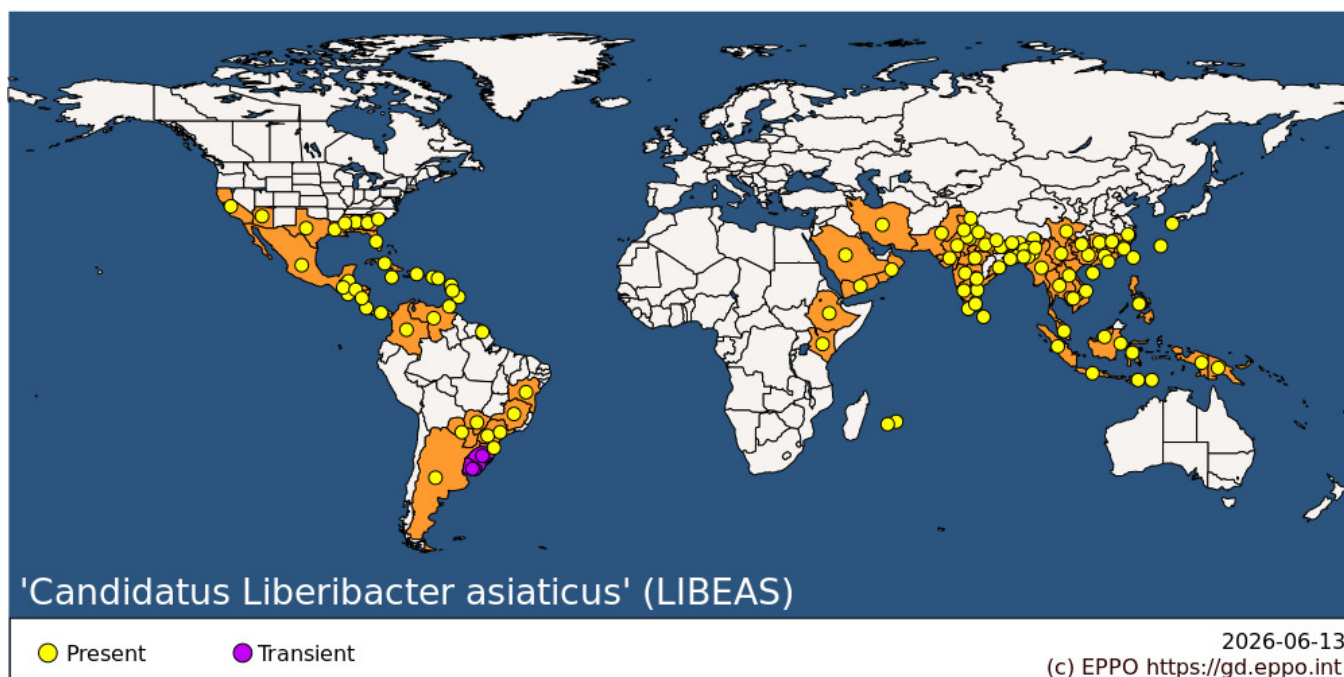 'Candidatus Liberibacter asiaticus' (LIBEAS)
Present
Transient
2026-06-13
(c) EPPO https://gd.eppo.int